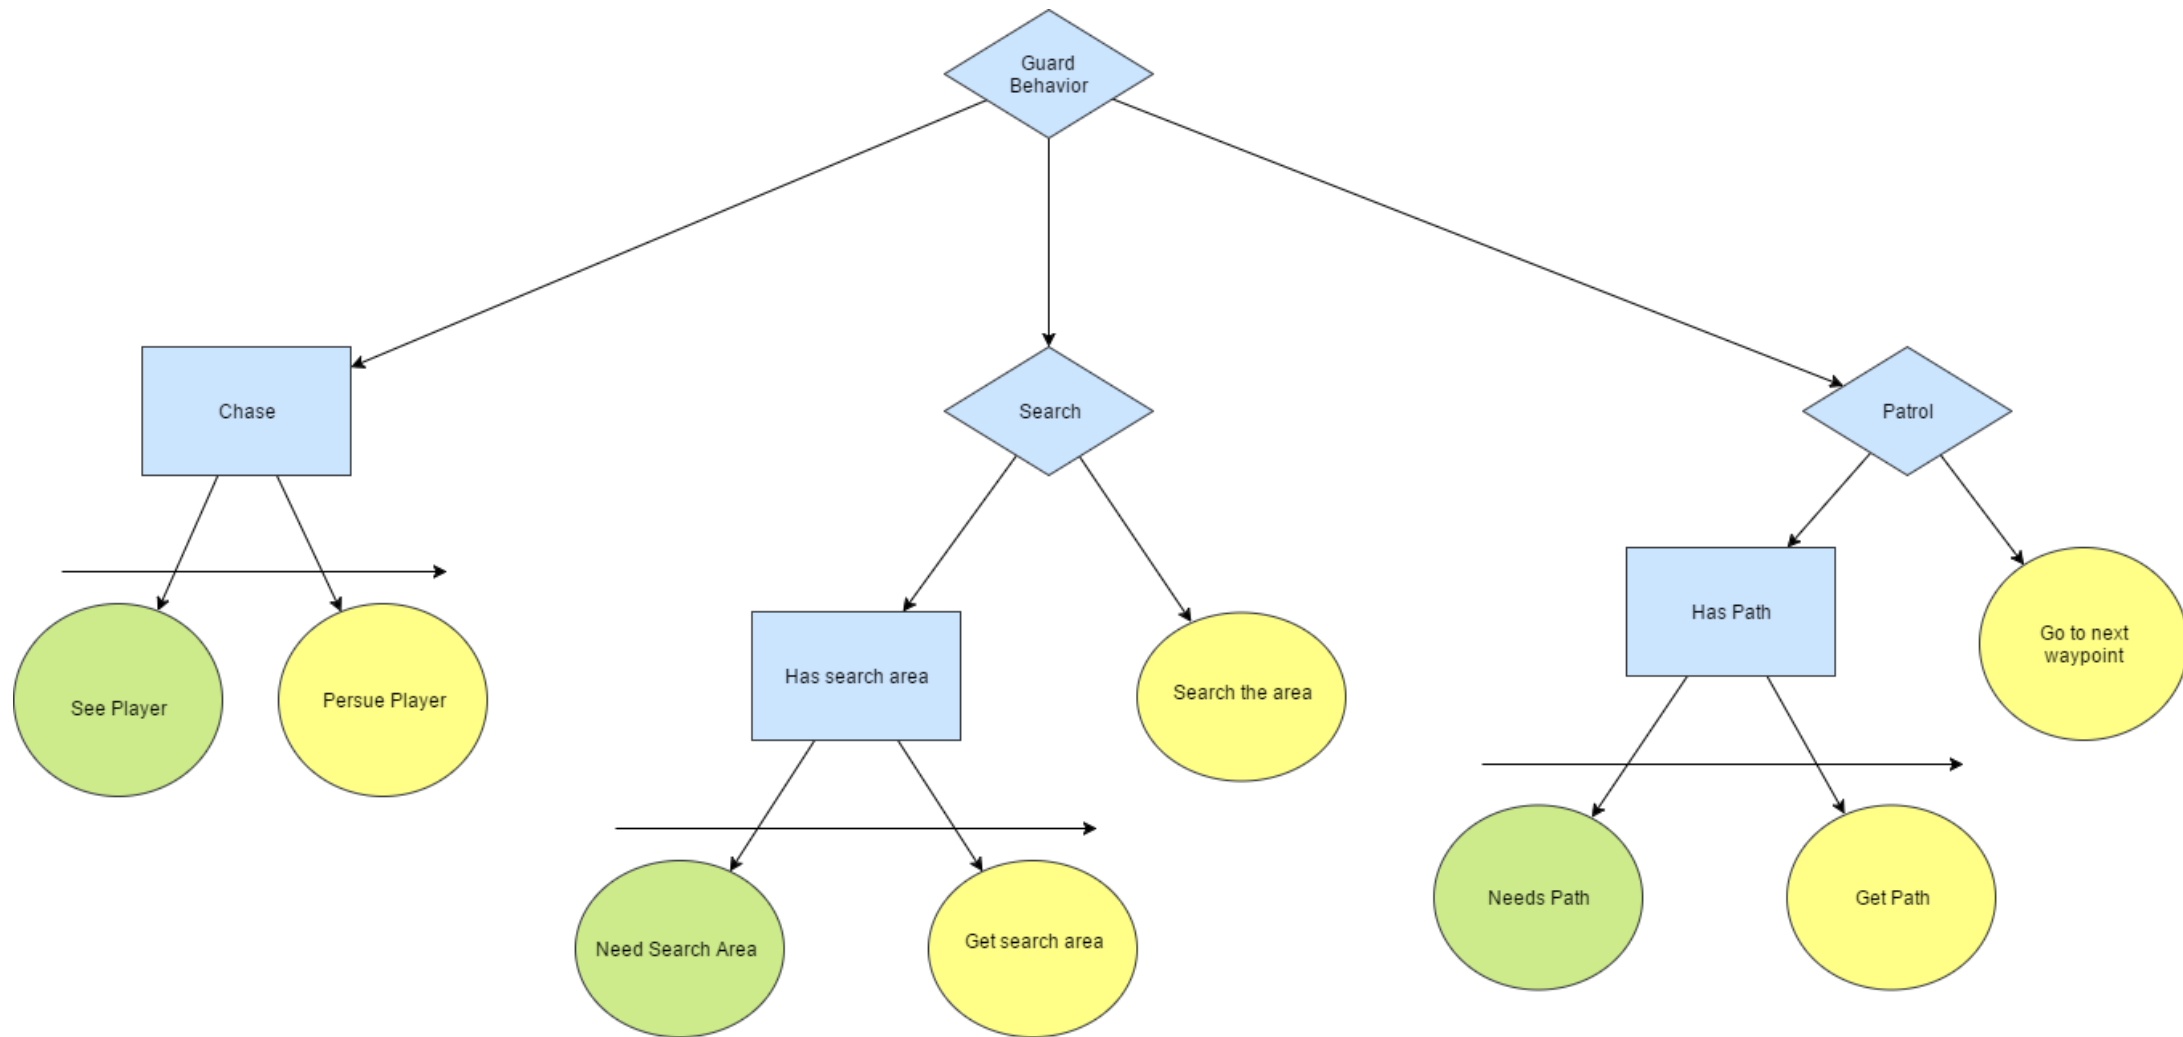 Guard
Behavior
Chase
Search
Patrol
Has Path
Go to next
waypoint
Has search area
Search the area
See Player
Persue Player
Needs Path
Get Path
Need Search Area
Get search area